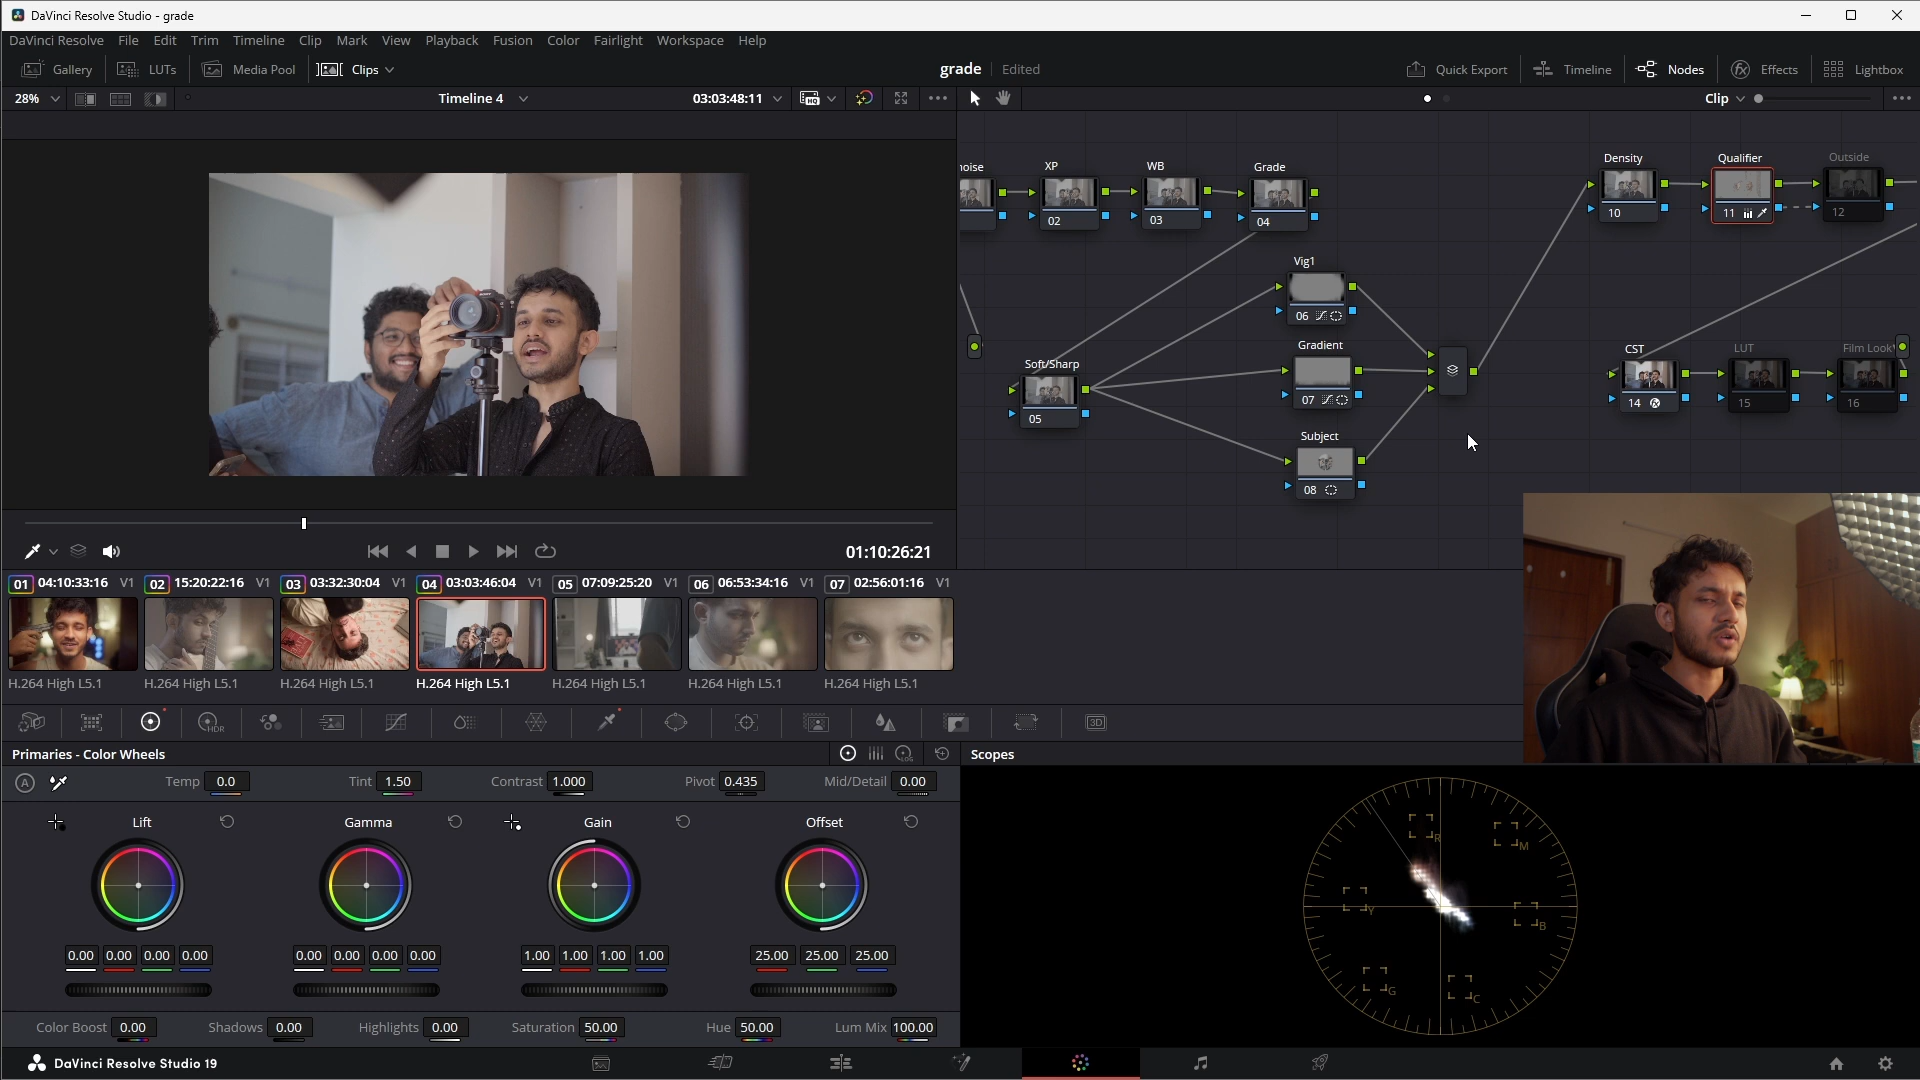 DaVinci Resolve Studio - grade
DaVinci Resolve File Edit Trim Timeline Clip Mark View Playback Fusion Color Fairlight Workspace Help
Gallery LUTs Media Pool Clips grade Edited Quick Export Timeline Nodes Effects Lightbox
28% Timeline 4 03:03:48:11 HQ Clip
noise XP WB Grade Density Qualifier Outside
02 03 04 10 11 12
Vig1
06
Gradient
07
Soft/Sharp
05
Subject
08
CST LUT Film Look
14 15 16
01:10:26:21
01 04:10:33:16 V1 02 15:20:22:16 V1 03 03:32:30:04 V1 04 03:03:46:04 V1 05 07:09:25:20 V1 06 06:53:34:16 V1 07 02:56:01:16 V1
H.264 High L5.1 H.264 High L5.1 H.264 High L5.1 H.264 High L5.1 H.264 High L5.1 H.264 High L5.1 H.264 High L5.1
HDR 3D
Primaries - Color Wheels LOG Scopes
A Temp 0.0 Tint 1.50 Contrast 1.000 Pivot 0.435 Mid/Detail 0.00
Lift Gamma Gain Offset
0.00 0.00 0.00 0.00 0.00 0.00 0.00 0.00 1.00 1.00 1.00 1.00 25.00 25.00 25.00
Color Boost 0.00 Shadows 0.00 Highlights 0.00 Saturation 50.00 Hue 50.00 Lum Mix 100.00
R M
Y B
G C
DaVinci Resolve Studio 19